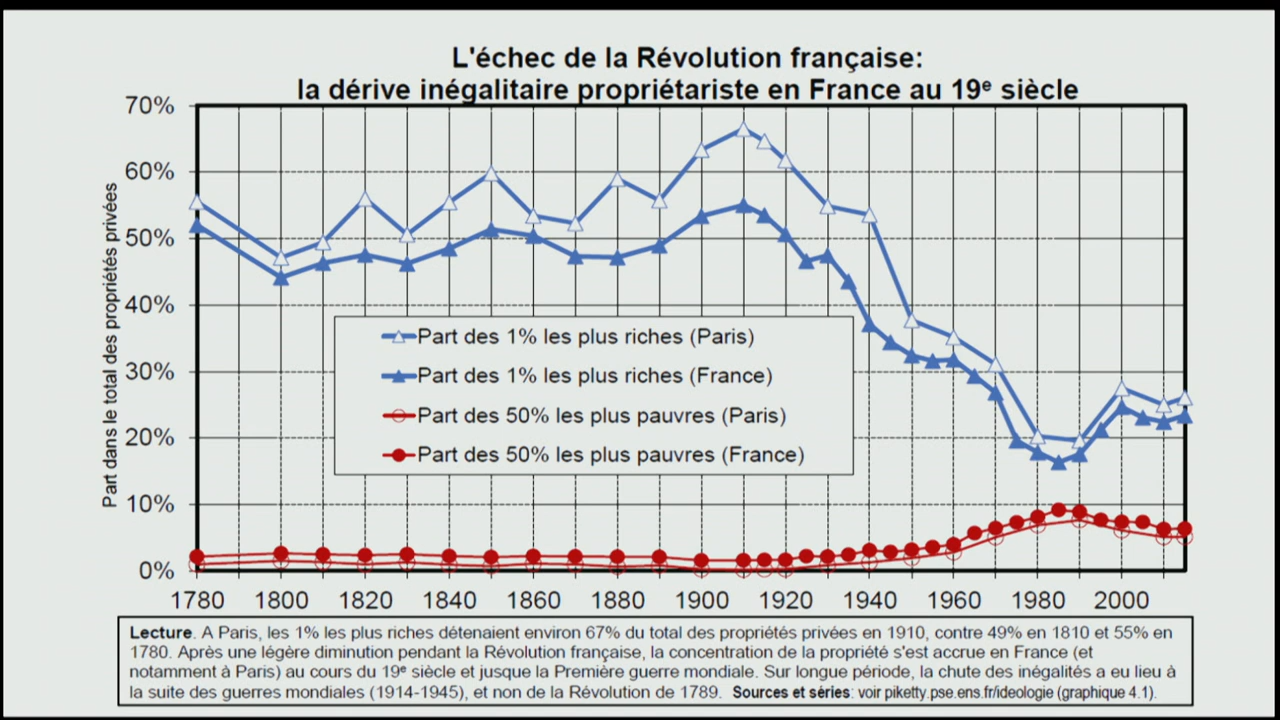 L'échec de la Révolution française:
la dérive inégalitaire propriétariste en France au 19e siècle
Part dans le total des propriétés privées
70%
60%
50%
40%
30%
20%
10%
0%
Part des 1% les plus riches (Paris)
Part des 1% les plus riches (France)
Part des 50% les plus pauvres (Paris)
Part des 50% les plus pauvres (France)
1780 1800 1820 1840 1860 1880 1900 1920 1940 1960 1980 2000
Lecture. A Paris, les 1% les plus riches détenaient environ 67% du total des propriétés privées en 1910, contre 49% en 1810 et 55% en
1780. Après une légère diminution pendant la Révolution française, la concentration de la propriété s'est accrue en France (et
notamment à Paris) au cours du 19e siècle et jusque la Première guerre mondiale. Sur longue période, la chute des inégalités a eu lieu à
la suite des guerres mondiales (1914-1945), et non de la Révolution de 1789. Sources et séries: voir piketty.pse.ens.fr/ideologie (graphique 4.1).